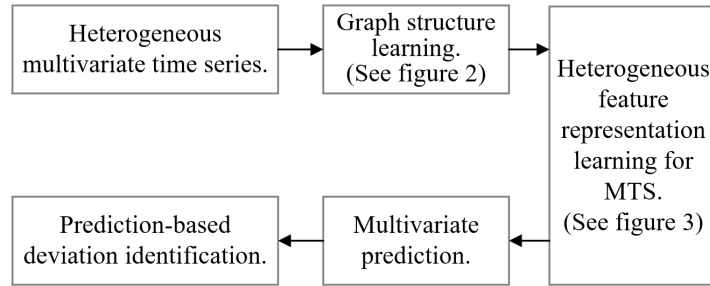 Heterogeneous
multivariate time series.
Graph structure
learning.
(See figure 2)
Heterogeneous
feature
representation
learning for
MTS.
(See figure 3)
Multivariate
prediction.
Prediction-based
deviation identification.